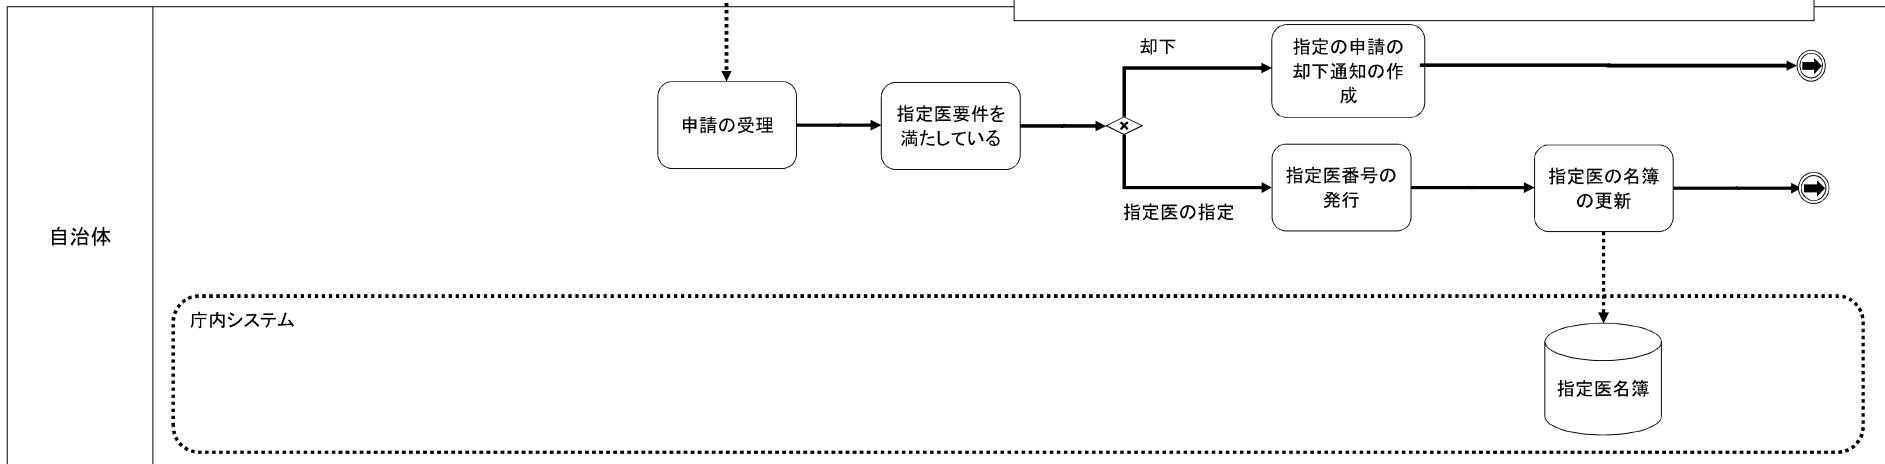 自治体
申請の受理
指定医要件を
満たしている
却下
指定の申請の
却下通知の作
成
指定医の指定
指定医番号の
発行
指定医の名簿
の更新
庁内システム
指定医名簿